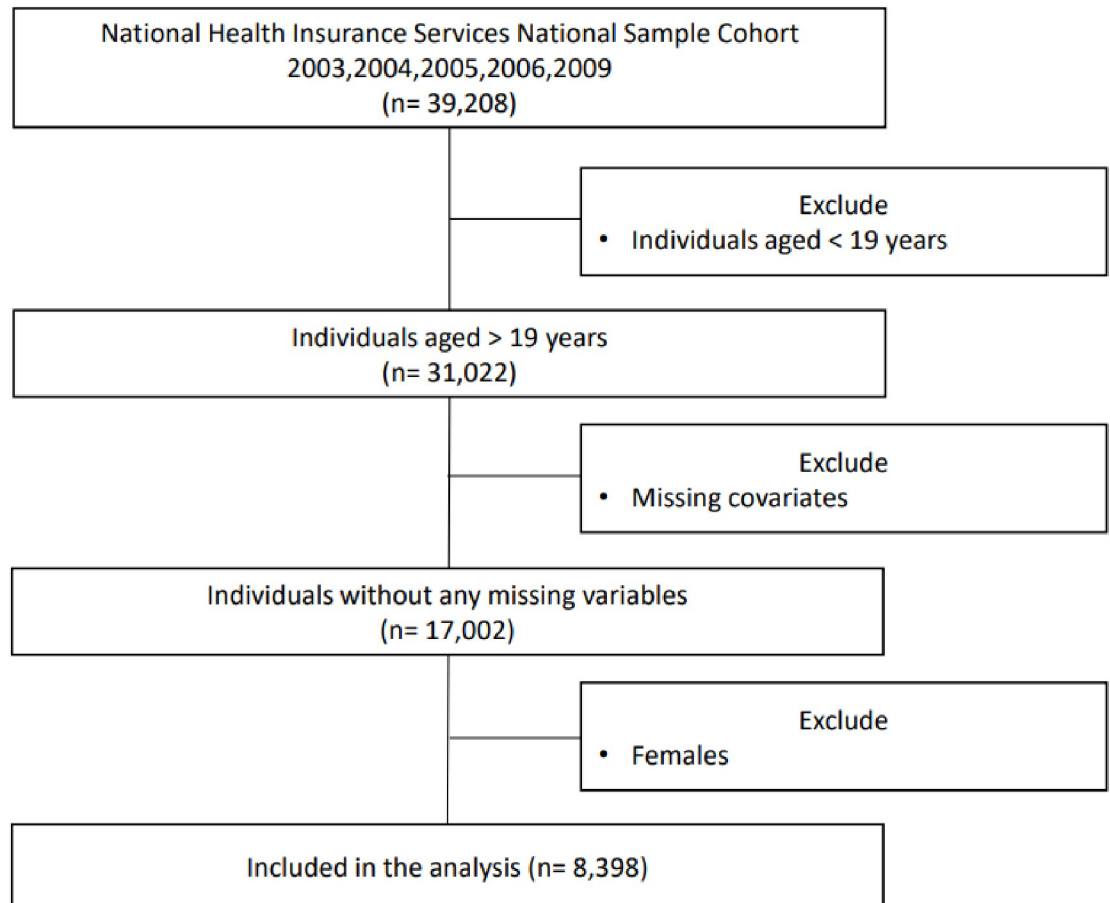 National Health Insurance Services National Sample Cohort
2003,2004,2005,2006,2009
(n= 39,208)
Exclude
• Individuals aged < 19 years
Individuals aged > 19 years
(n= 31,022)
Exclude
• Missing covariates
Individuals without any missing variables
(n= 17,002)
Exclude
• Females
Included in the analysis (n= 8,398)